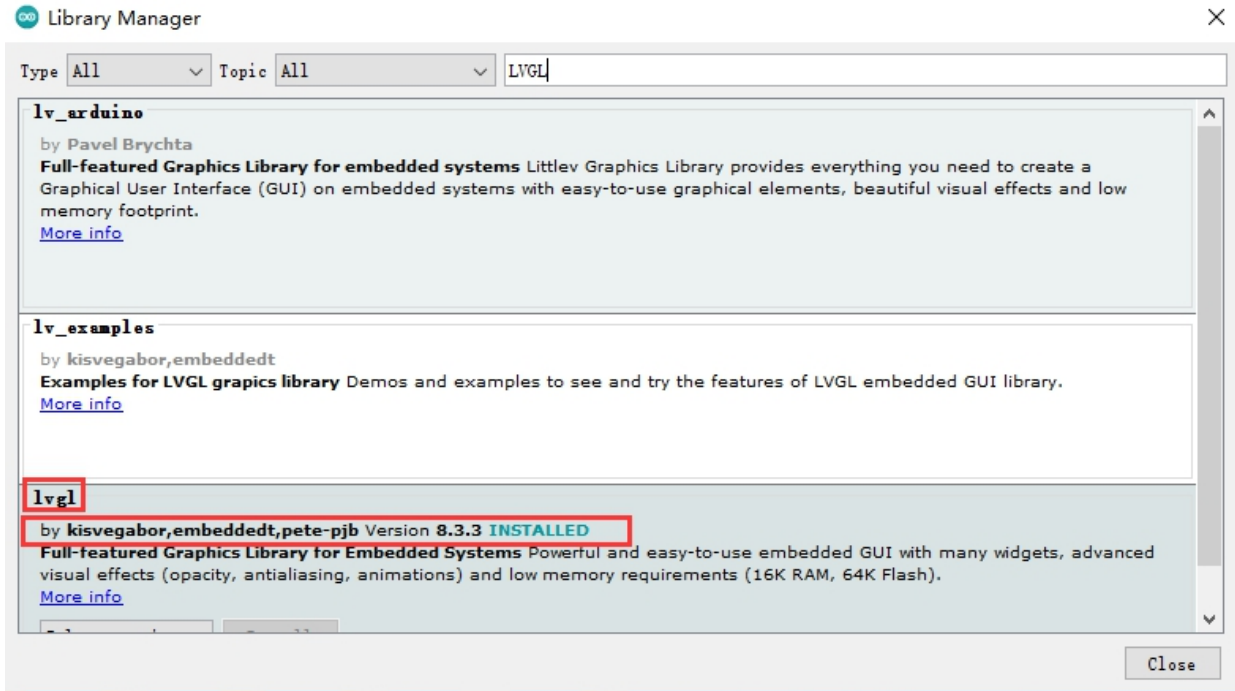 Library Manager
Type All Topic All LVGL
lv_arduino
by Pavel Brychta
Full-featured Graphics Library for embedded systems Littlev Graphics Library provides everything you need to create a
Graphical User Interface (GUI) on embedded systems with easy-to-use graphical elements, beautiful visual effects and low
memory footprint.
More info
lv_examples
by kisvegabor,embeddedt
Examples for LVGL grapics library Demos and examples to see and try the features of LVGL embedded GUI library.
More info
lvgl
by kisvegabor,embeddedt,pete-pjb Version 8.3.3 INSTALLED
Full-featured Graphics Library for Embedded Systems Powerful and easy-to-use embedded GUI with many widgets, advanced
visual effects (opacity, antialiasing, animations) and low memory requirements (16K RAM, 64K Flash).
More info
Close